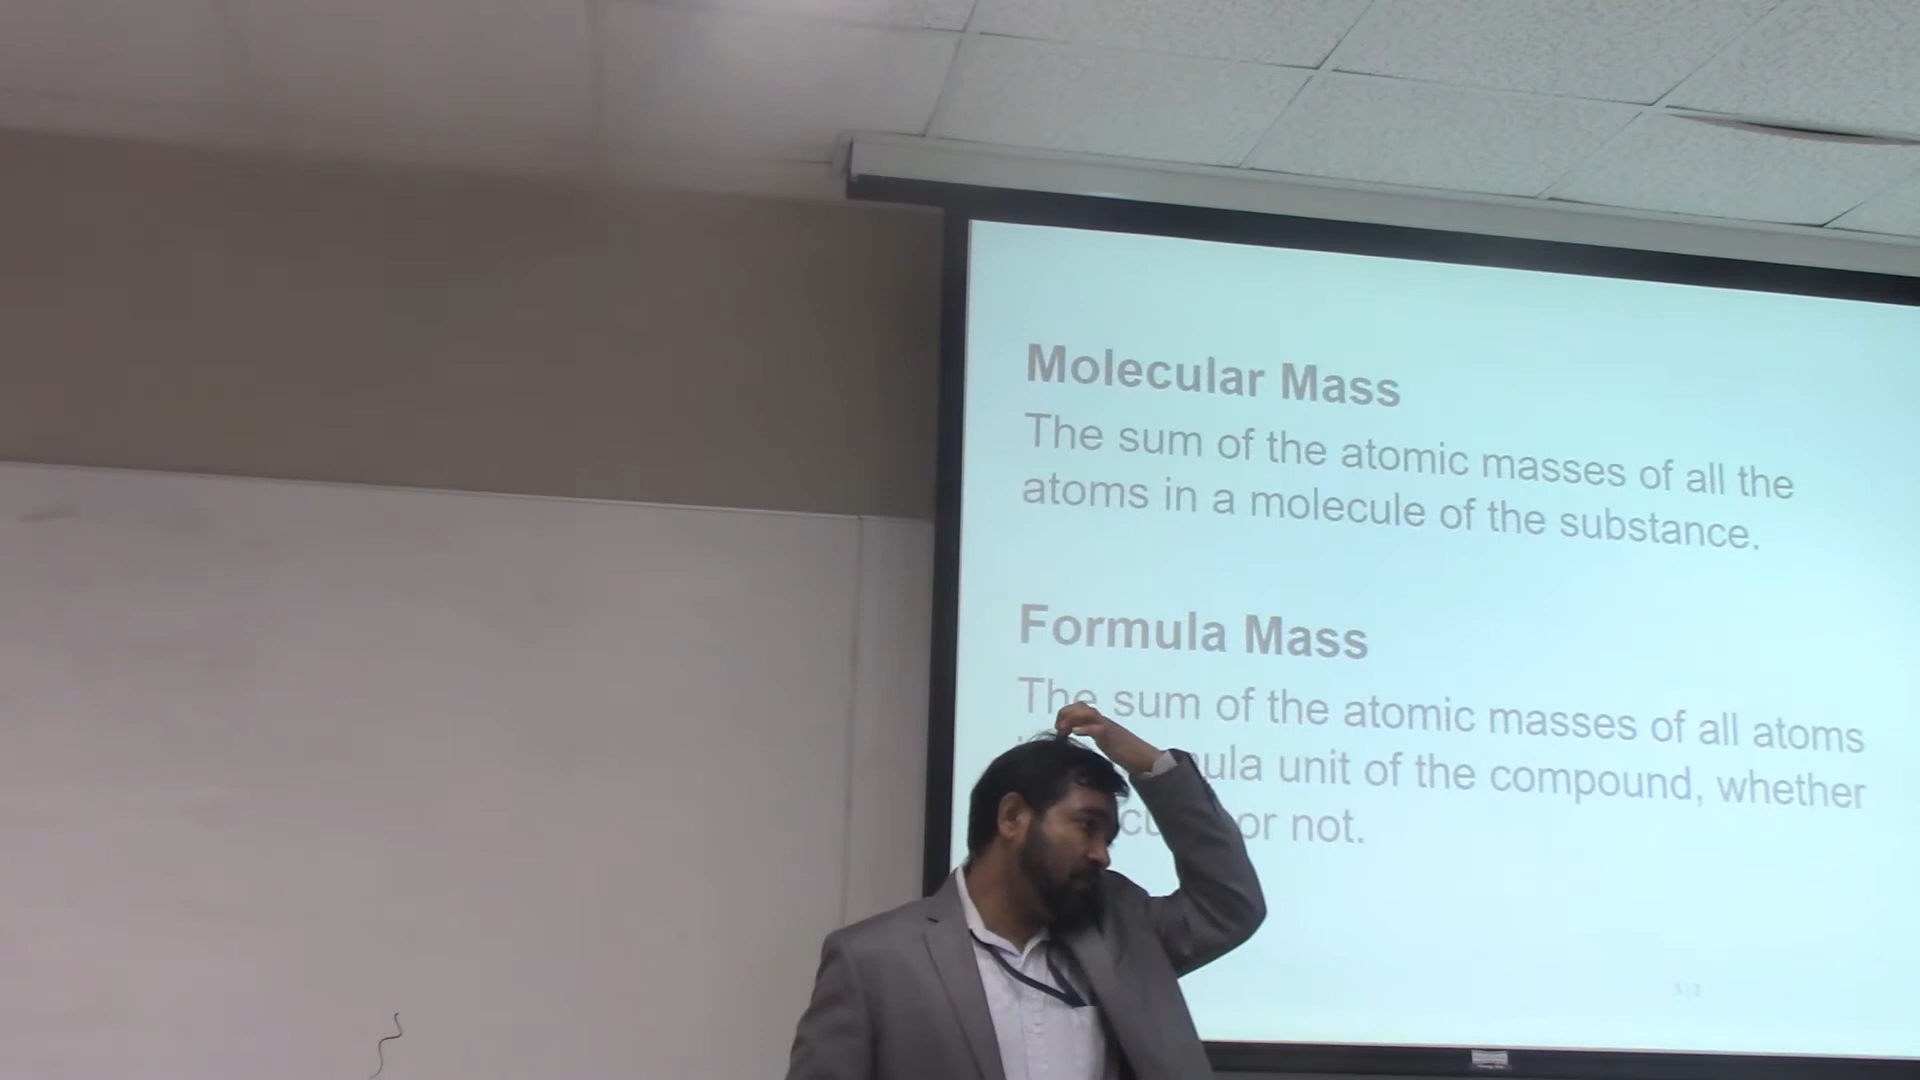 Molecular Mass
The sum of the atomic masses of all the
atoms in a molecule of the substance.
Formula Mass
The sum of the atomic masses of all atoms
unit of the compound, whether
or not.